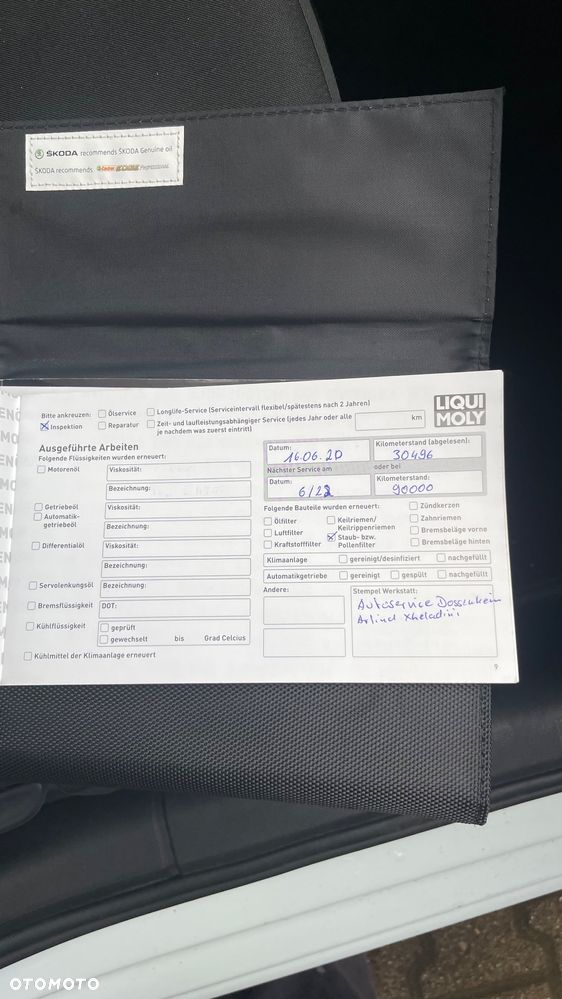 ŠKODA recommends ŠKODA Genuine oil
ŠKODA recommends Castrol EDGE PROFESSIONAL
LIQUI MOLY
Bitte ankreuzen: Ölservice Longlife-Service (Serviceintervall flexibel/spätestens nach 2 Jahren)
Inspektion Reparatur Zeit- und laufleistungsabhängiger Service (jedes Jahr oder alle km
je nachdem was zuerst eintritt)
Ausgeführte Arbeiten
Folgende Flüssigkeiten wurden erneuert:
Motorenöl Viskosität:
Bezeichnung:
Getriebeöl Viskosität:
Automatik-
getriebeöl Bezeichnung:
Differentialöl Viskosität:
Bezeichnung:
Servolenkungsöl Bezeichnung:
Bremsflüssigkeit DOT:
Kühlflüssigkeit geprüft
gewechselt bis Grad Celcius
Kühlmittel der Klimaanlage erneuert
Datum: Kilometerstand (abgelesen):
16.06.20 30496
Nächster Service am oder bei
Datum: Kilometerstand:
6/22 90000
Folgende Bauteile wurden erneuert: Zündkerzen
Ölfilter Keilriemen/ Zahnriemen
Keilrippenriemen
Luftfilter Staub- bzw. Bremsbeläge vorne
Kraftstofffilter Pollenfilter Bremsbeläge hinten
Klimaanlage gereinigt/desinfiziert nachgefüllt
Automatikgetriebe gereinigt gespült nachgefüllt
Andere: Stempel Werkstatt:
Autoservice Dossenheim
Arlind Xheladini
9
OTOMOTO